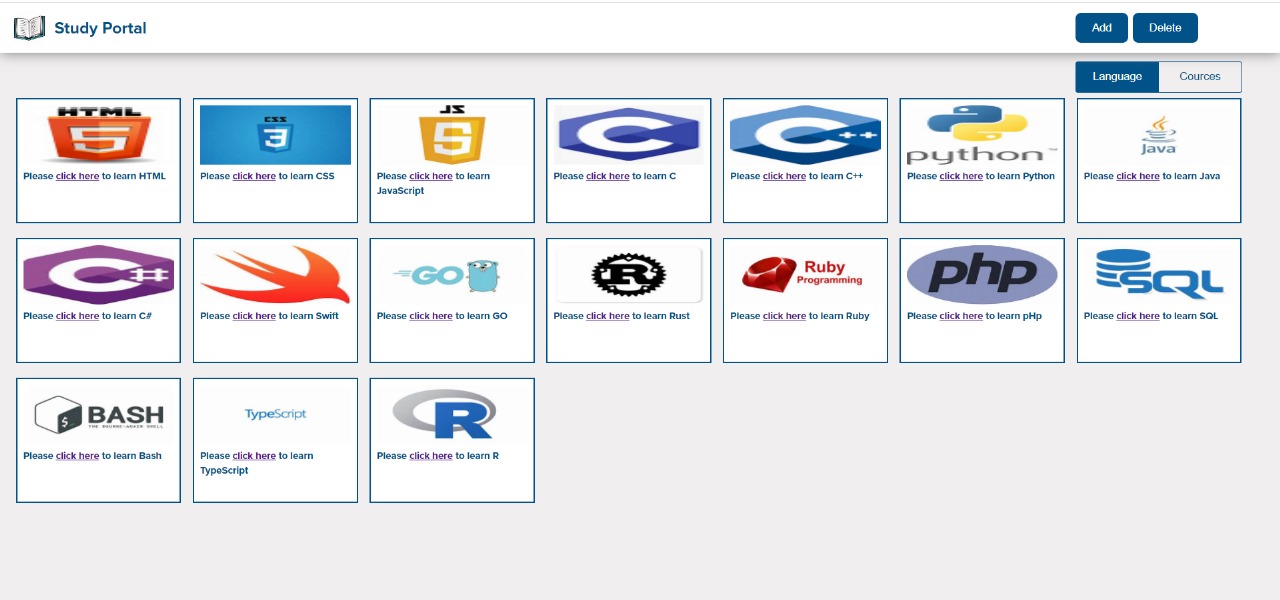 Study Portal
Add
Delete
Language
Cources
HTML
5
CSS
3
JS
5
C
C++
python™
Java
Please click here to learn HTML
Please click here to learn CSS
Please click here to learn
JavaScript
Please click here to learn C
Please click here to learn C++
Please click here to learn Python
Please click here to learn Java
C#
GO
R
Ruby
Programming
php
SQL
Please click here to learn C#
Please click here to learn Swift
Please click here to learn GO
Please click here to learn Rust
Please click here to learn Ruby
Please click here to learn pHp
Please click here to learn SQL
$_
BASH
THE BOURNE-AGAIN SHELL
TypeScript
R
Please click here to learn Bash
Please click here to learn
TypeScript
Please click here to learn R